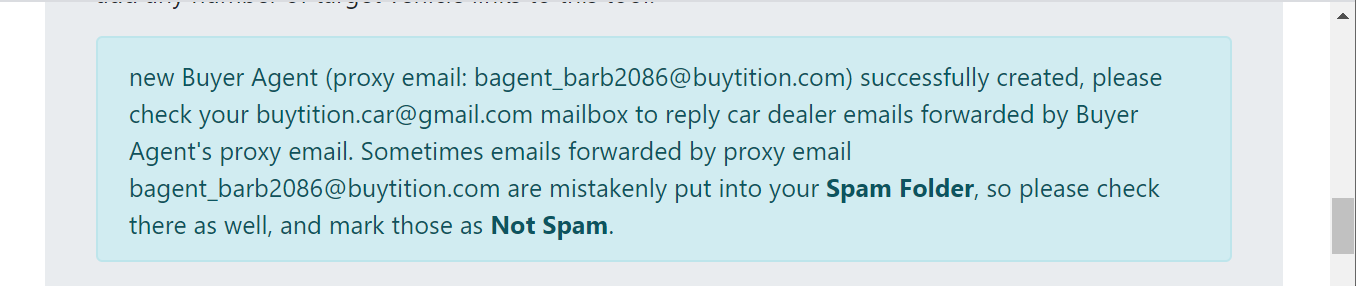 new Buyer Agent (proxy email: bagent_barb2086@buytition.com) successfully created, please
check your buytition.car@gmail.com mailbox to reply car dealer emails forwarded by Buyer
Agent's proxy email. Sometimes emails forwarded by proxy email
bagent_barb2086@buytition.com are mistakenly put into your Spam Folder, so please check
there as well, and mark those as Not Spam.